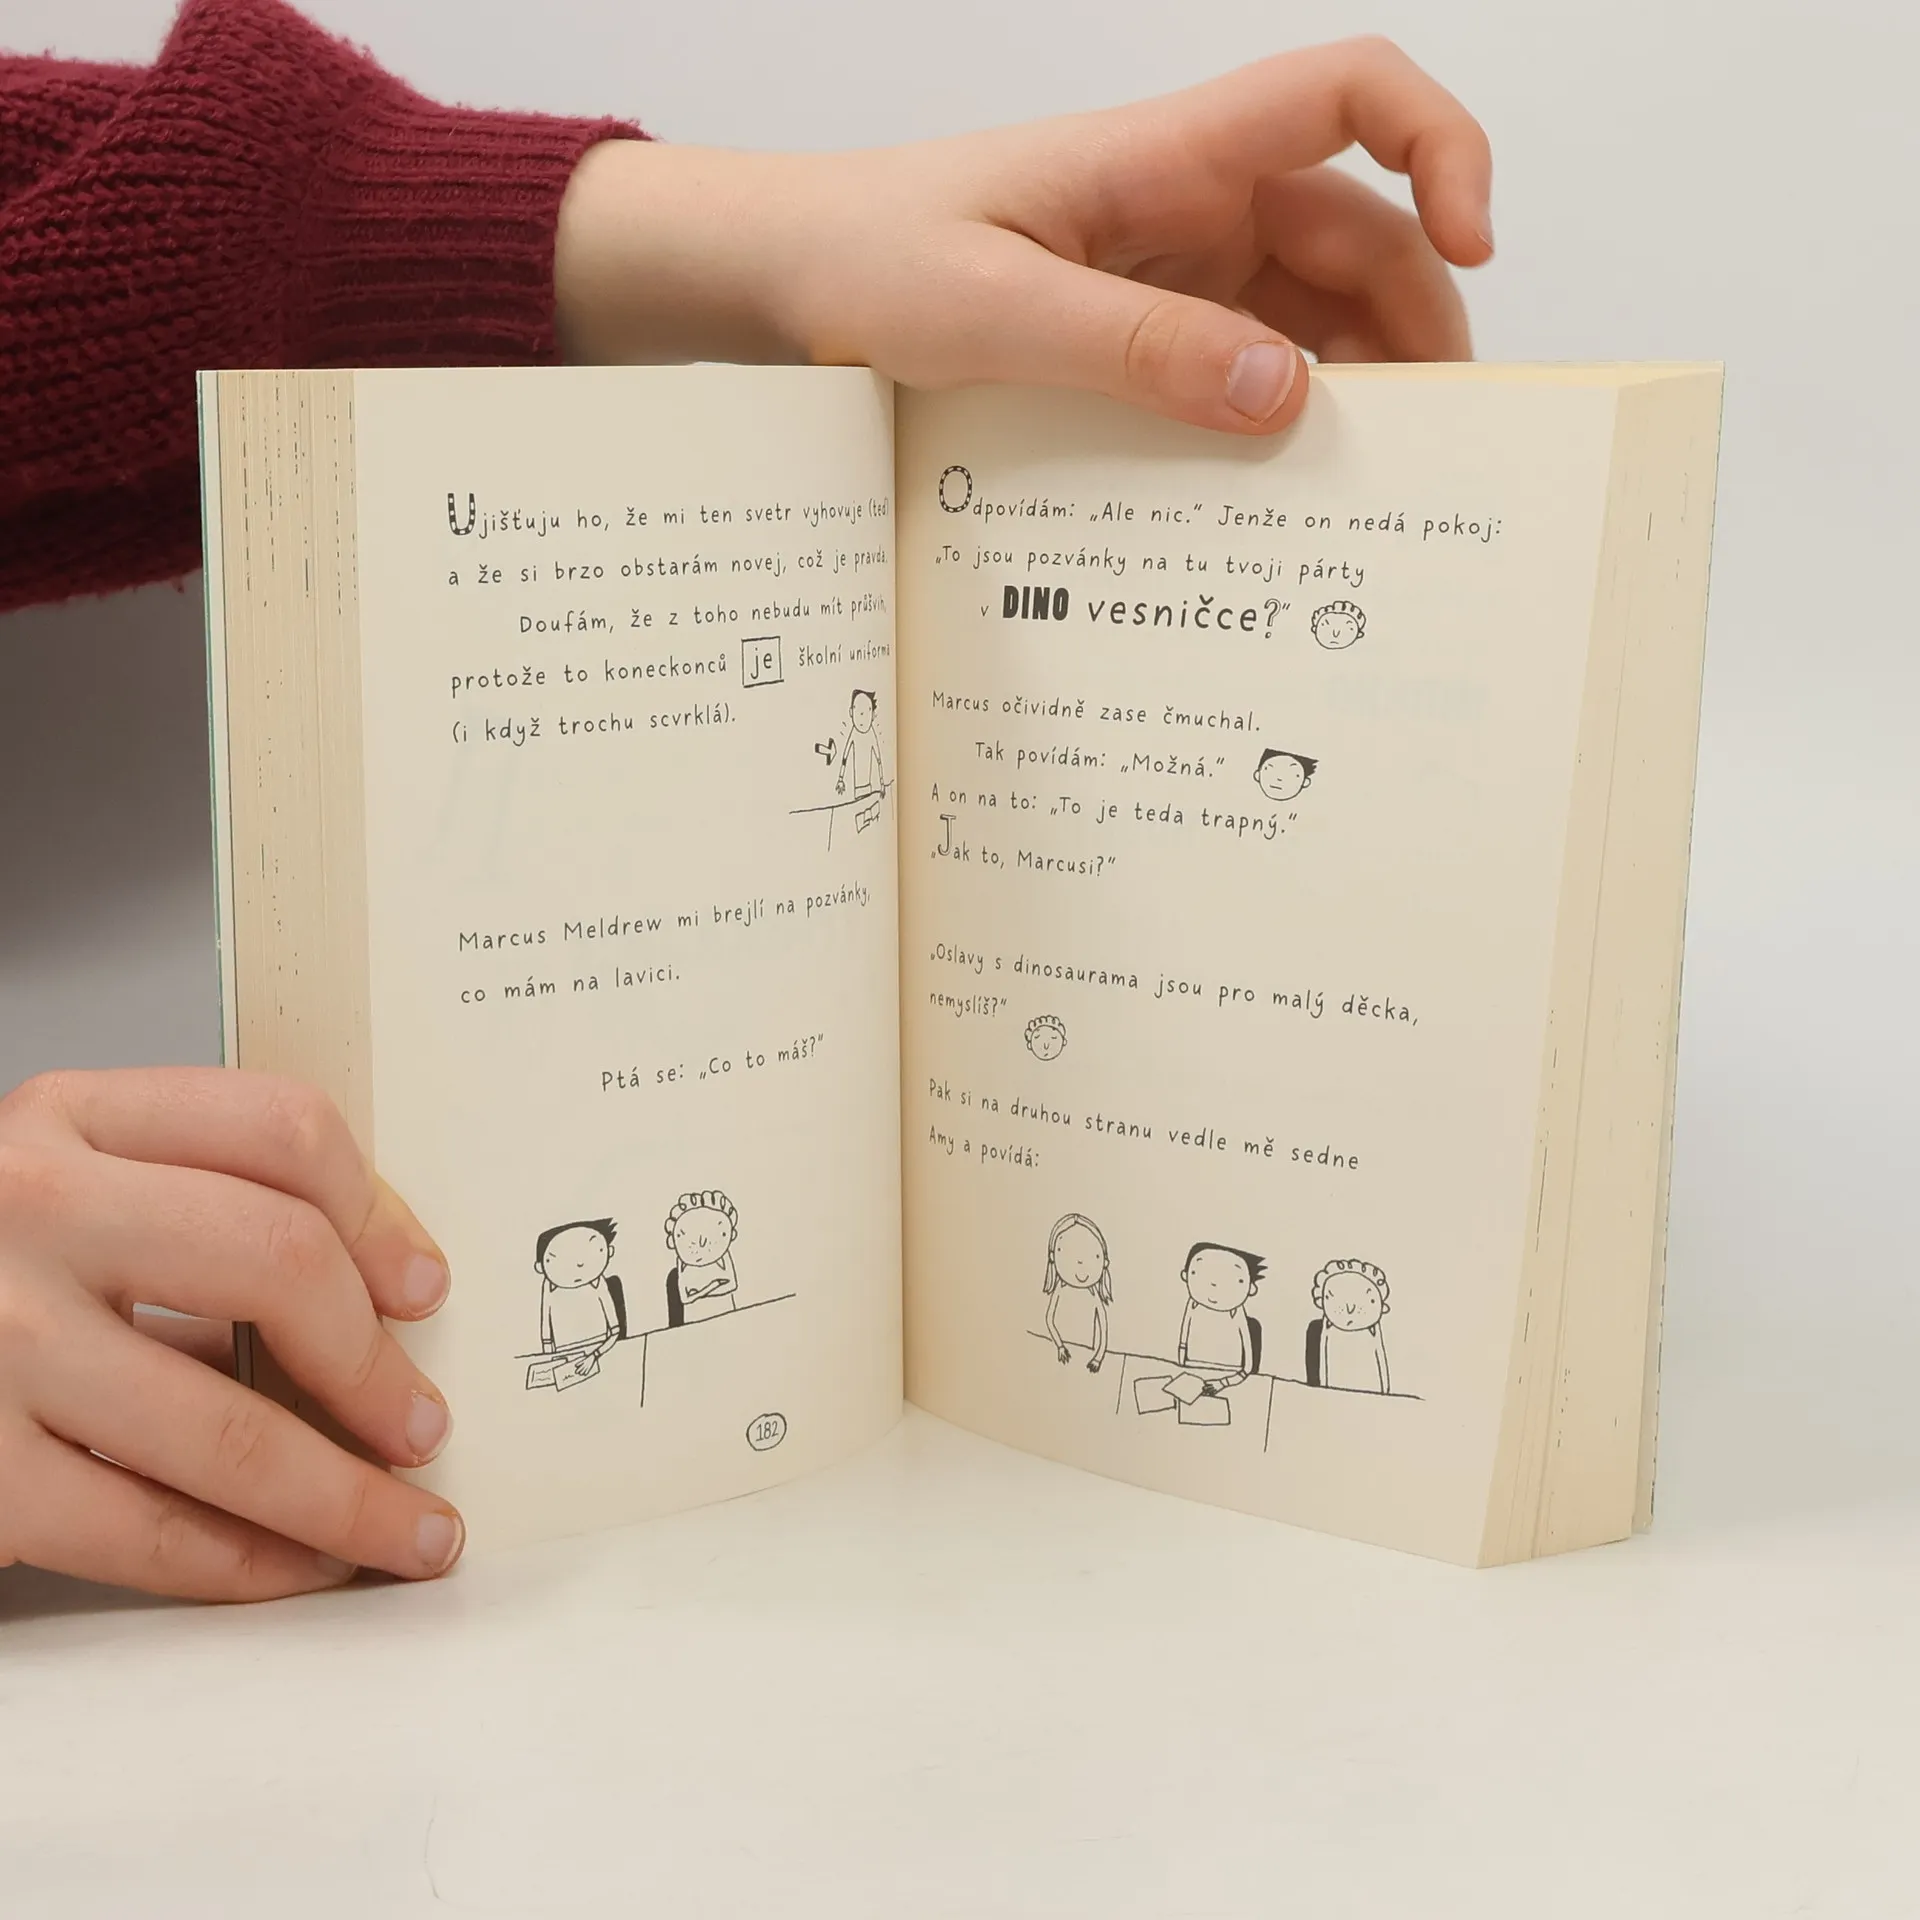 Ujišťuju ho, že mi ten svetr vyhovuje (teď)
a že si brzo obstarám novej, což je pravda.
Doufám, že z toho nebudu mít průšvih,
protože to koneckonců je školní uniforma
(i když trochu scvrklá).
Marcus Meldrew mi brejlí na pozvánky,
co mám na lavici.
Ptá se: „Co to máš?“
182
Odpovídám: „Ale nic.“ Jenže on nedá pokoj:
„To jsou pozvánky na tu tvoji párty
v DINO vesničce?“
Marcus očividně zase čmuchal.
Tak povídám: „Možná.“
A on na to: „To je teda trapný.“
„Jak to, Marcusi?“
„Oslavy s dinosaurama jsou pro malý děcka,
nemyslíš?“
Pak si na druhou stranu vedle mě sedne
Amy a povídá: